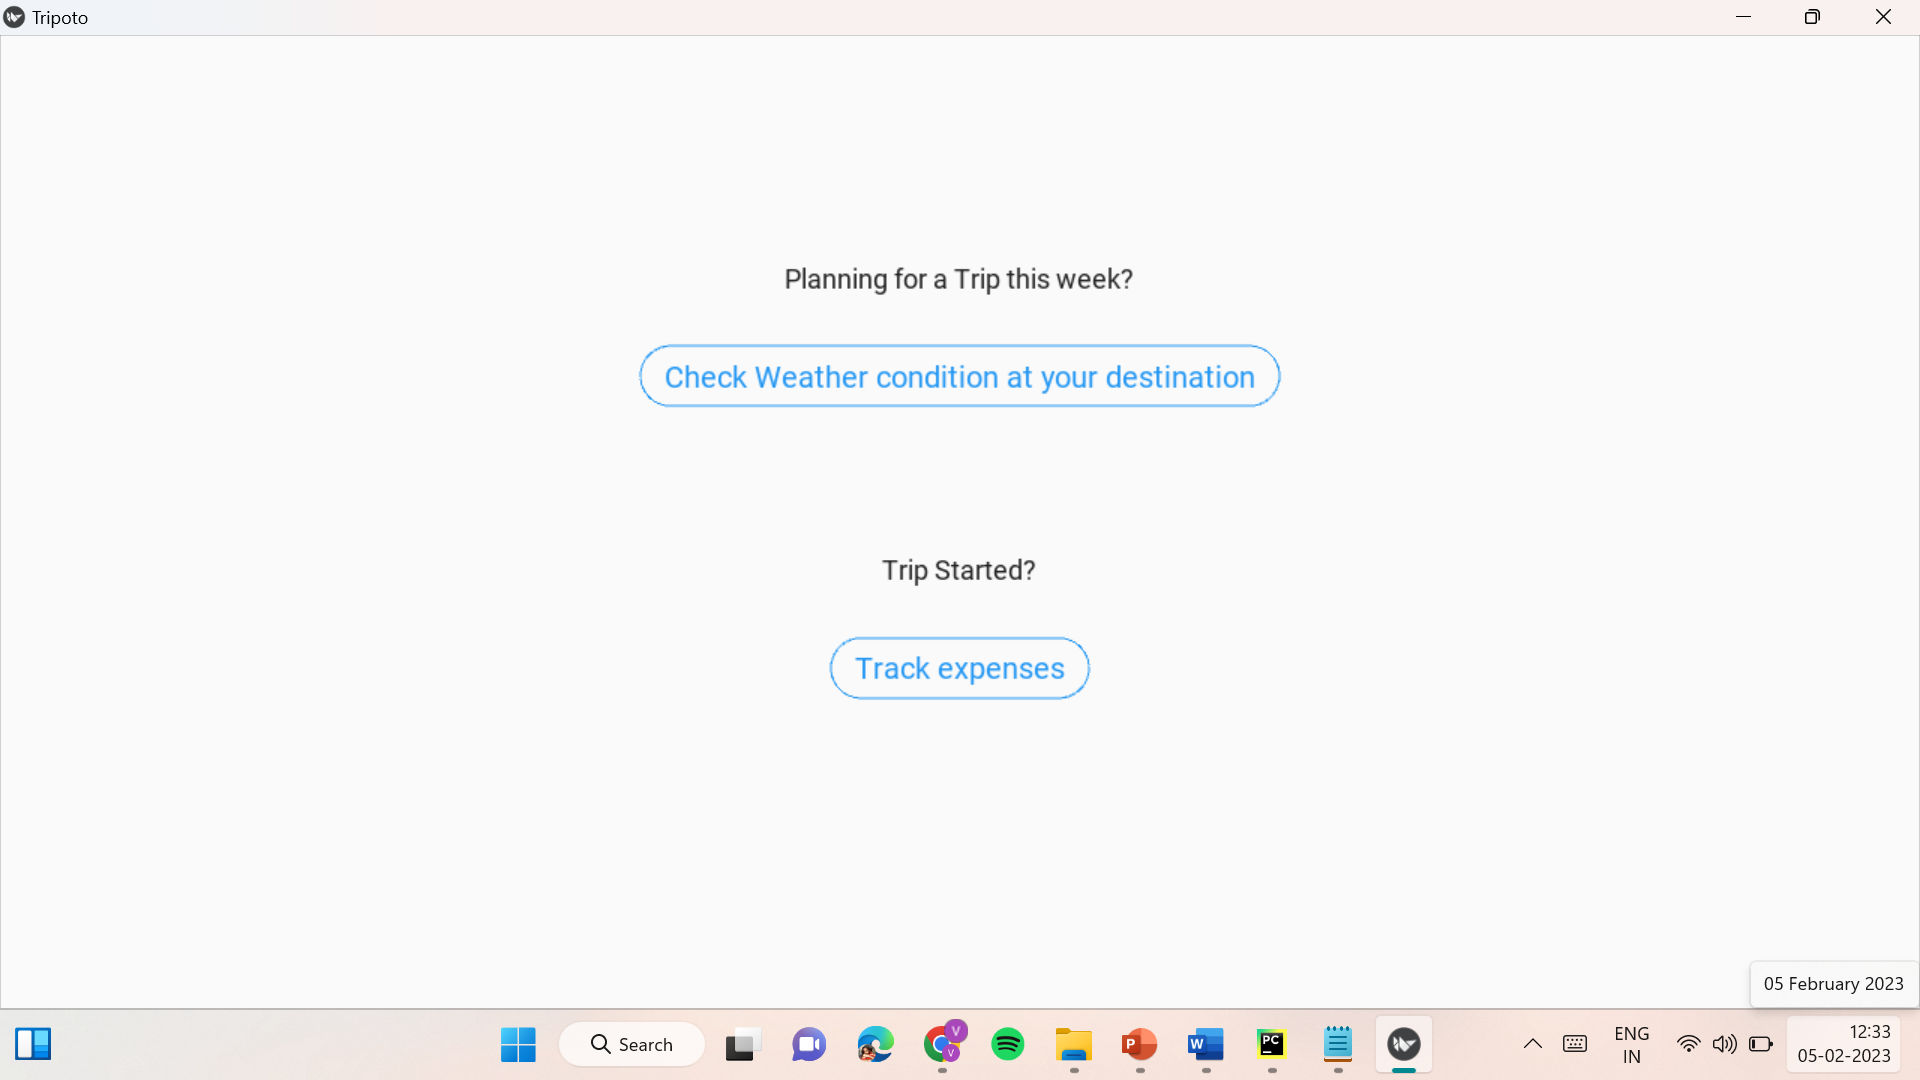 Tripoto
Planning for a Trip this week?
Check Weather condition at your destination
Trip Started?
Track expenses
05 February 2023
Search
V
V
P
W
PC
ENG
IN
12:33
05-02-2023